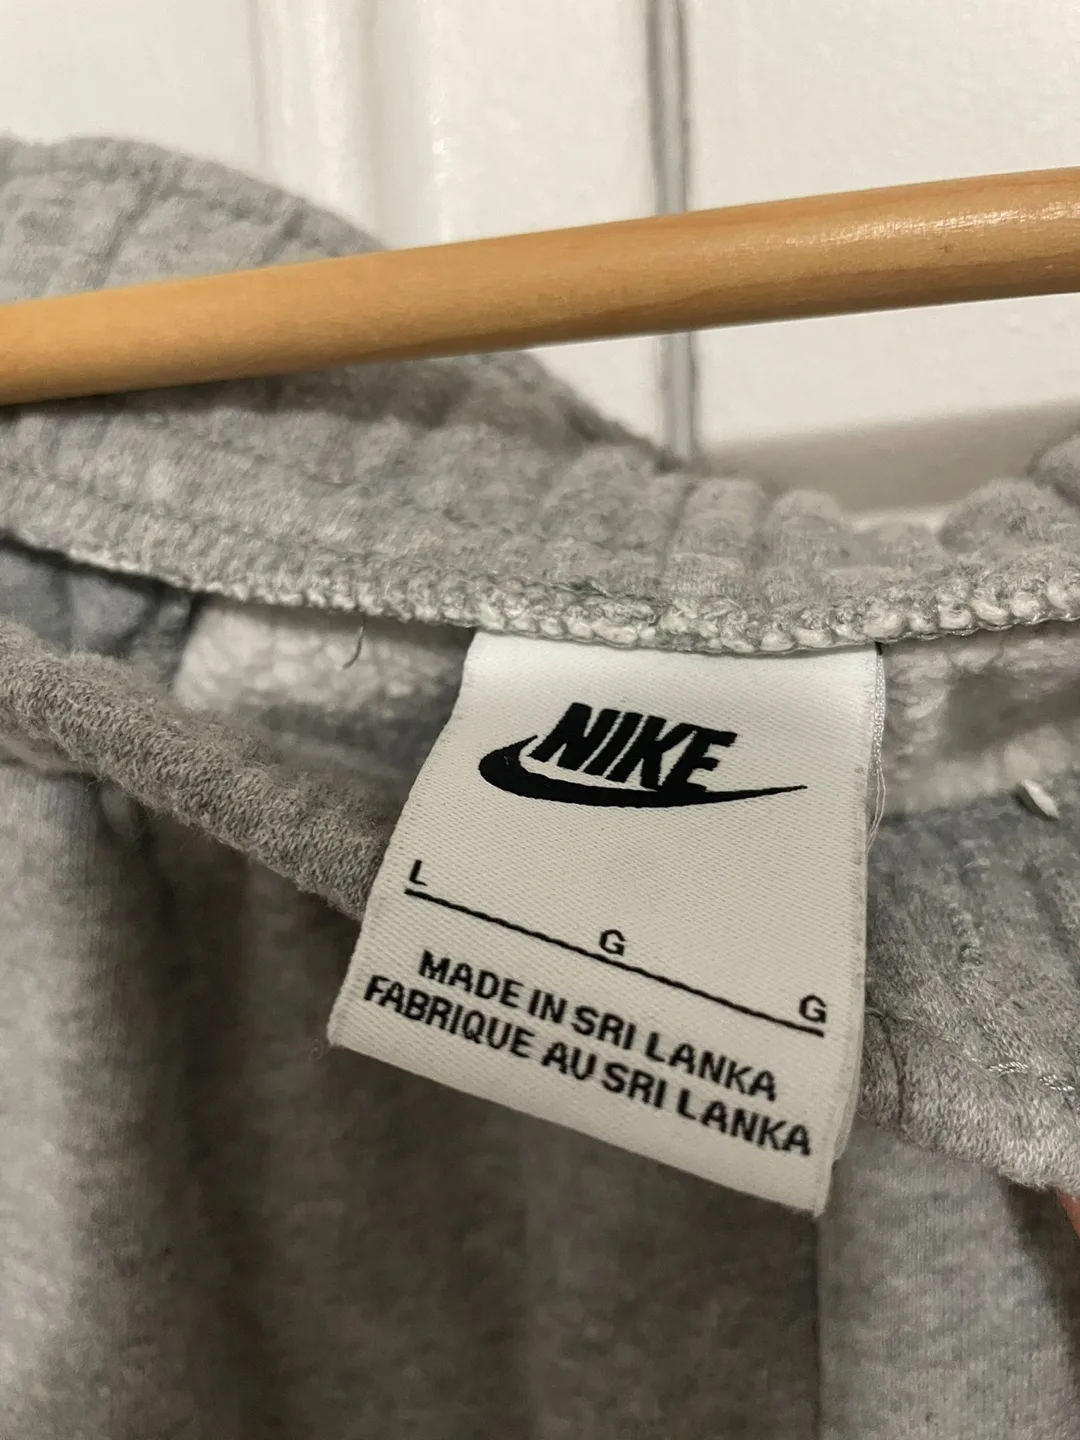 NIKE
L G G
MADE IN SRI LANKA
FABRIQUE AU SRI LANKA